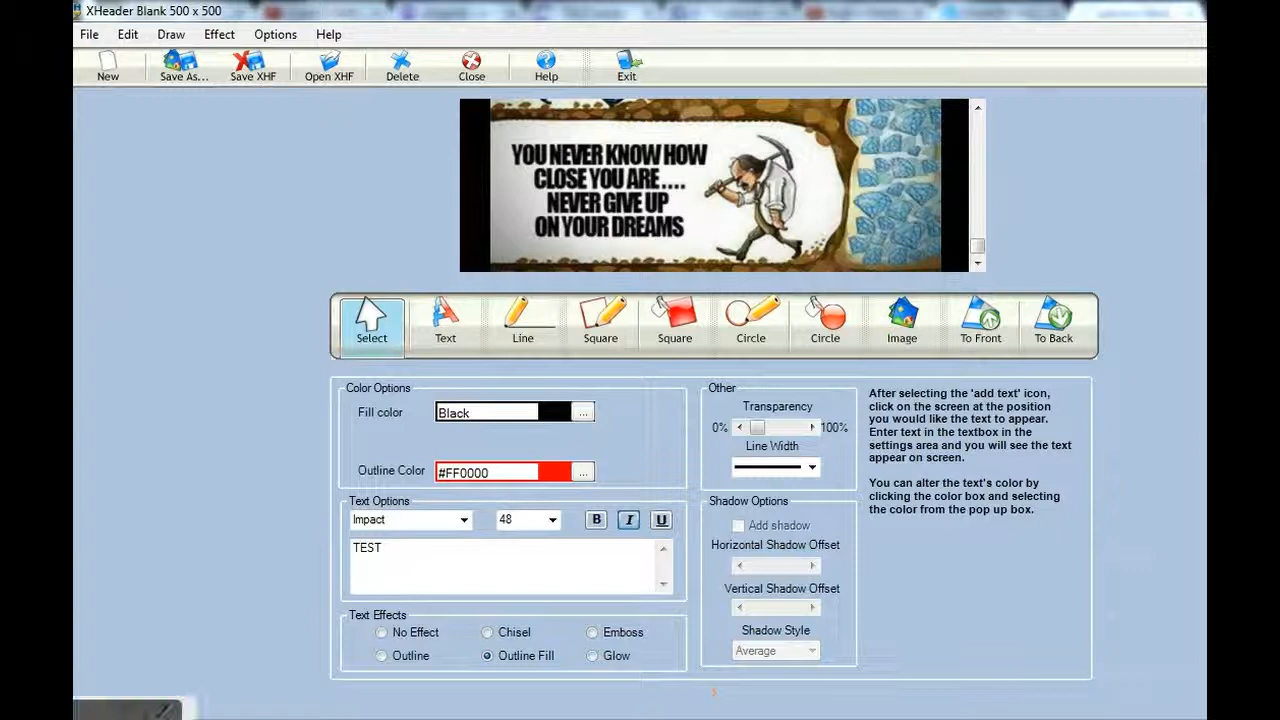 XHeader Blank 500 x 500
File Edit Draw Effect Options Help
New Save As... Save XHF Open XHF Delete Close Help Exit
YOU NEVER KNOW HOW
CLOSE YOU ARE....
NEVER GIVE UP
ON YOUR DREAMS
Select Text Line Square Square Circle Circle Image To Front To Back
Color Options
Fill color Black ...
Outline Color #FF0000 ...
Text Options
Impact 48 B I U
TEST
Text Effects
No Effect Chisel Emboss
Outline Outline Fill Glow
Other
Transparency
0% 100%
Line Width
Shadow Options
Add shadow
Horizontal Shadow Offset
Vertical Shadow Offset
Shadow Style
Average
After selecting the 'add text' icon,
click on the screen at the position
you would like the text to appear.
Enter text in the textbox in the
settings area and you will see the text
appear on screen.
You can alter the text's color by
clicking the color box and selecting
the color from the pop up box.